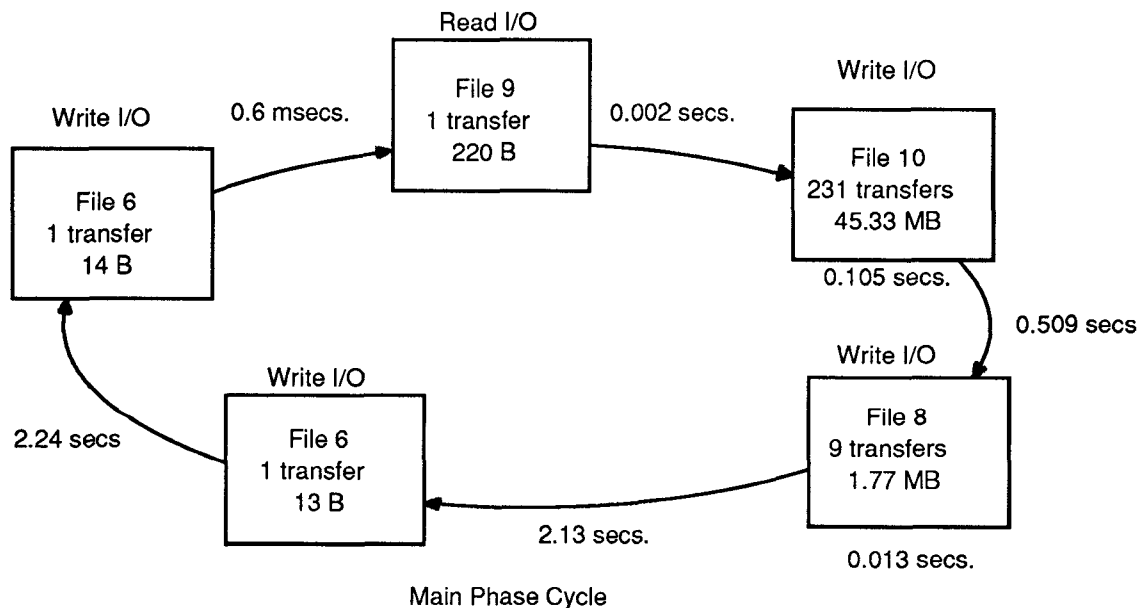 Read I/O
File 9
1 transfer
220 B
0.002 secs.
Write I/O
File 10
231 transfers
45.33 MB
0.105 secs.
0.509 secs
Write I/O
File 8
9 transfers
1.77 MB
0.013 secs.
2.13 secs.
Write I/O
File 6
1 transfer
13 B
2.24 secs
Write I/O
File 6
1 transfer
14 B
0.6 msecs.
Main Phase Cycle